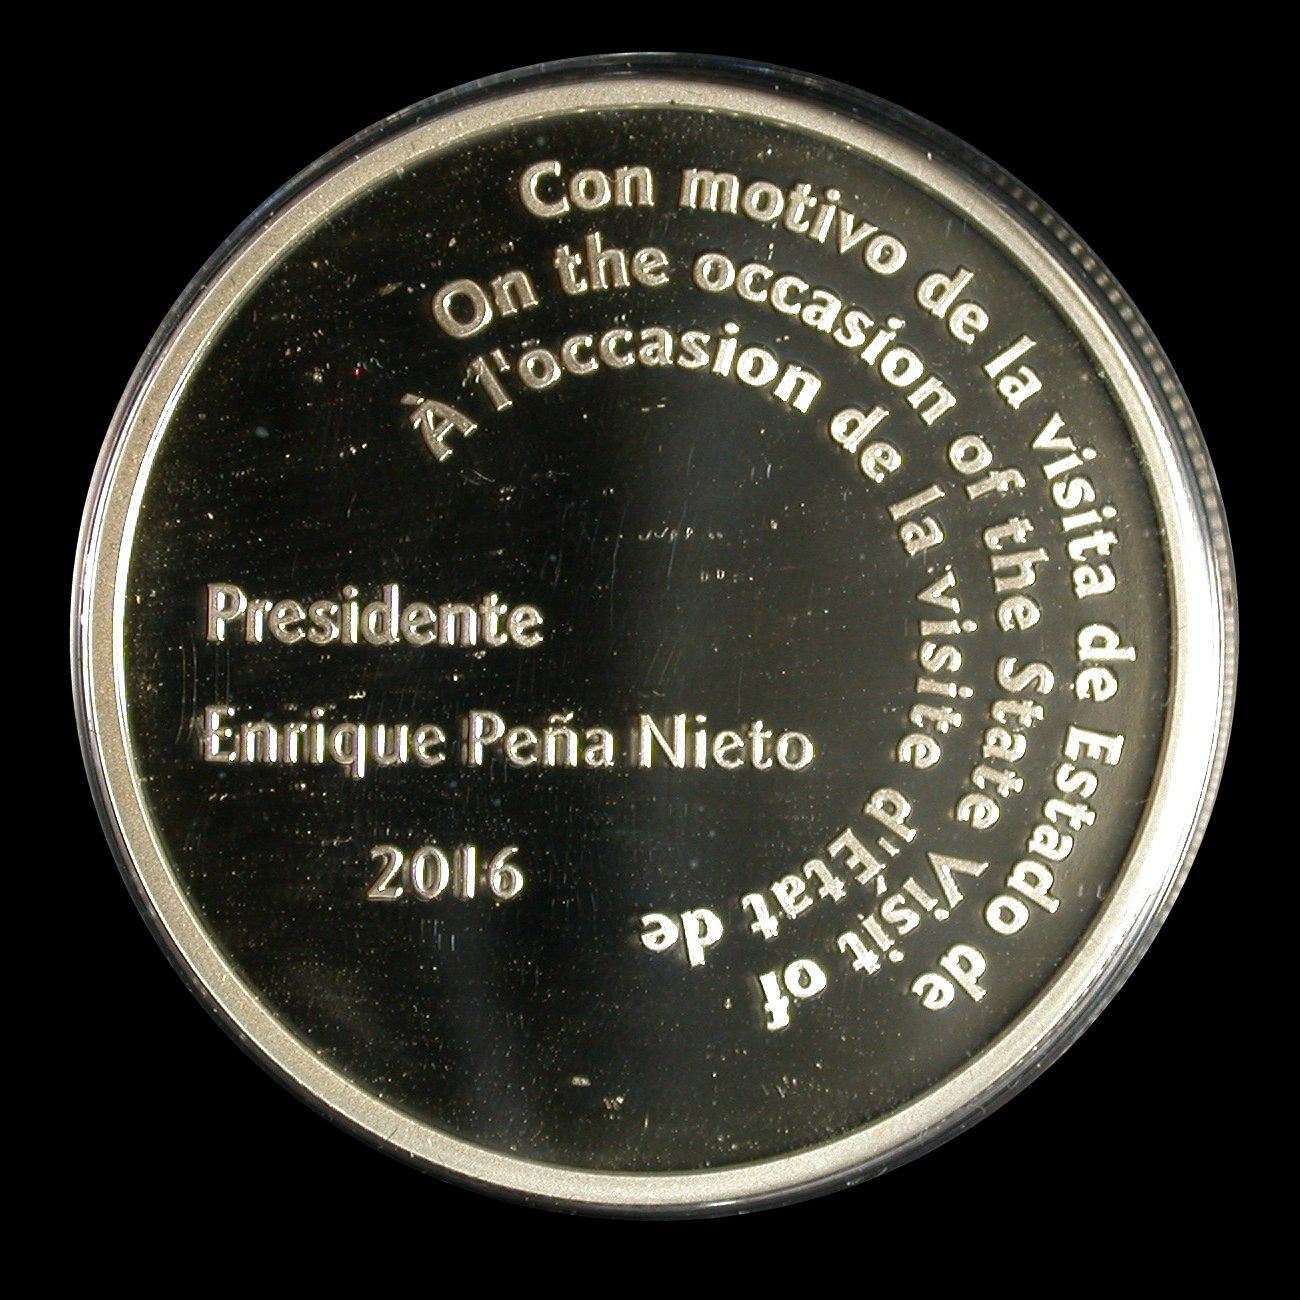 Con motivo de la visita de Estado de
On the occasion of the State Visit of
À l'occasion de la visite d'État de
Presidente
Enrique Peña Nieto
2016